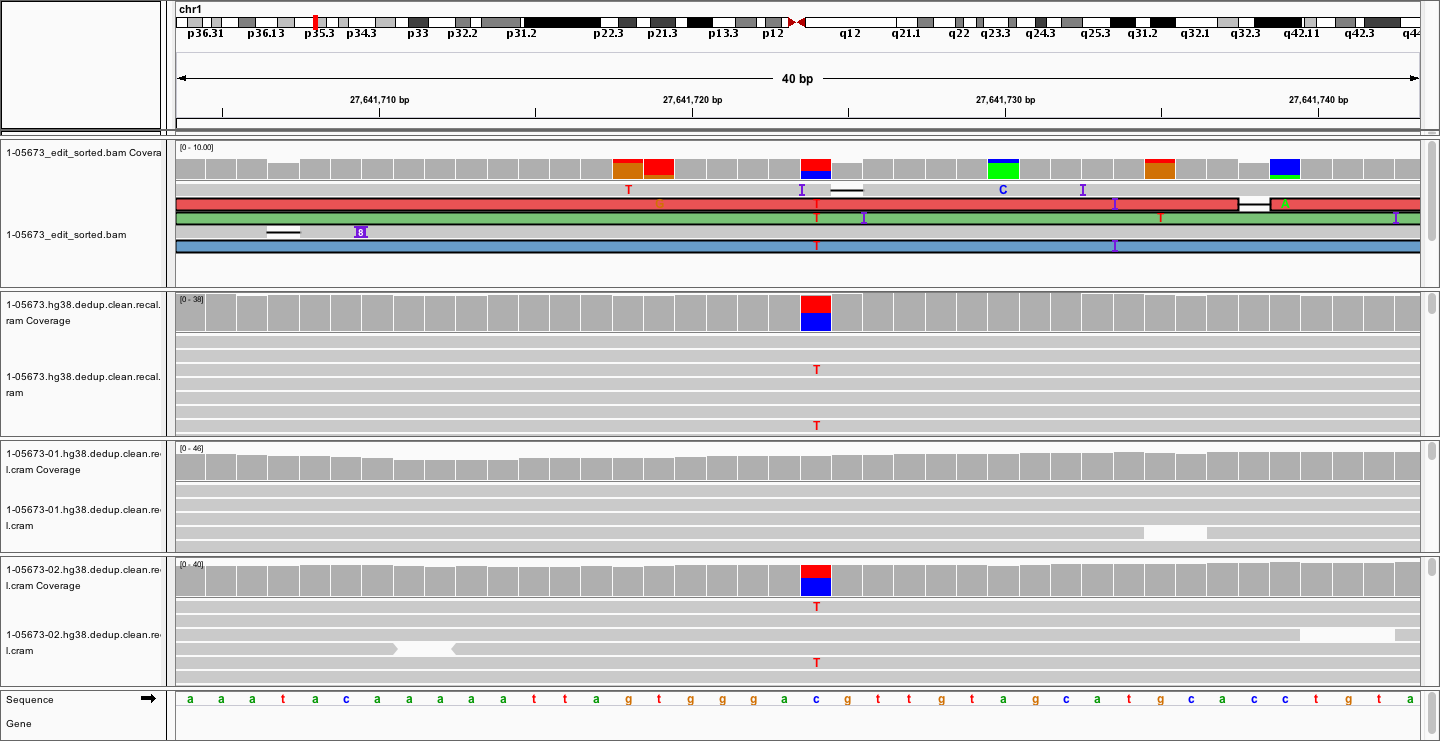 chr1
p36.31 p36.13 p35.3 p34.3 p33 p32.2 p31.2 p22.3 p21.3 p13.3 p12 q12 q21.1 q22 q23.3 q24.3 q25.3 q31.2 q32.1 q32.3 q42.11 q42.3 q44
40 bp
27,641,710 bp 27,641,720 bp 27,641,730 bp 27,641,740 bp
1-05673_edit_sorted.bam Covera
[0 - 10.00]
T I C I
T I A
T I T I
1-05673_edit_sorted.bam
8
T I
1-05673.hg38.dedup.clean.recal.
ram Coverage
[0 - 38]
T
1-05673.hg38.dedup.clean.recal.
ram
T
1-05673-01.hg38.dedup.clean.re
l.cram Coverage
[0 - 46]
1-05673-01.hg38.dedup.clean.re
l.cram
1-05673-02.hg38.dedup.clean.re
l.cram Coverage
[0 - 40]
T
1-05673-02.hg38.dedup.clean.re
l.cram
T
Sequence a a a t a c a a a a a t t a g t g g g a c g t t g t a g c a t g c a c c t g t a
Gene